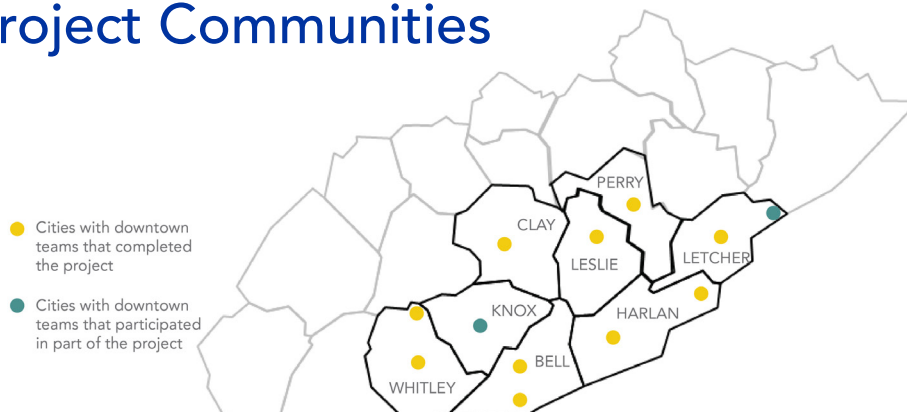 roject Communities
PERRY
CLAY
LESLIE
LETCHER
Cities with downtown
teams that completed
the project
Cities with downtown
teams that participated
in part of the project
KNOX
HARLAN
BELL
WHITLEY